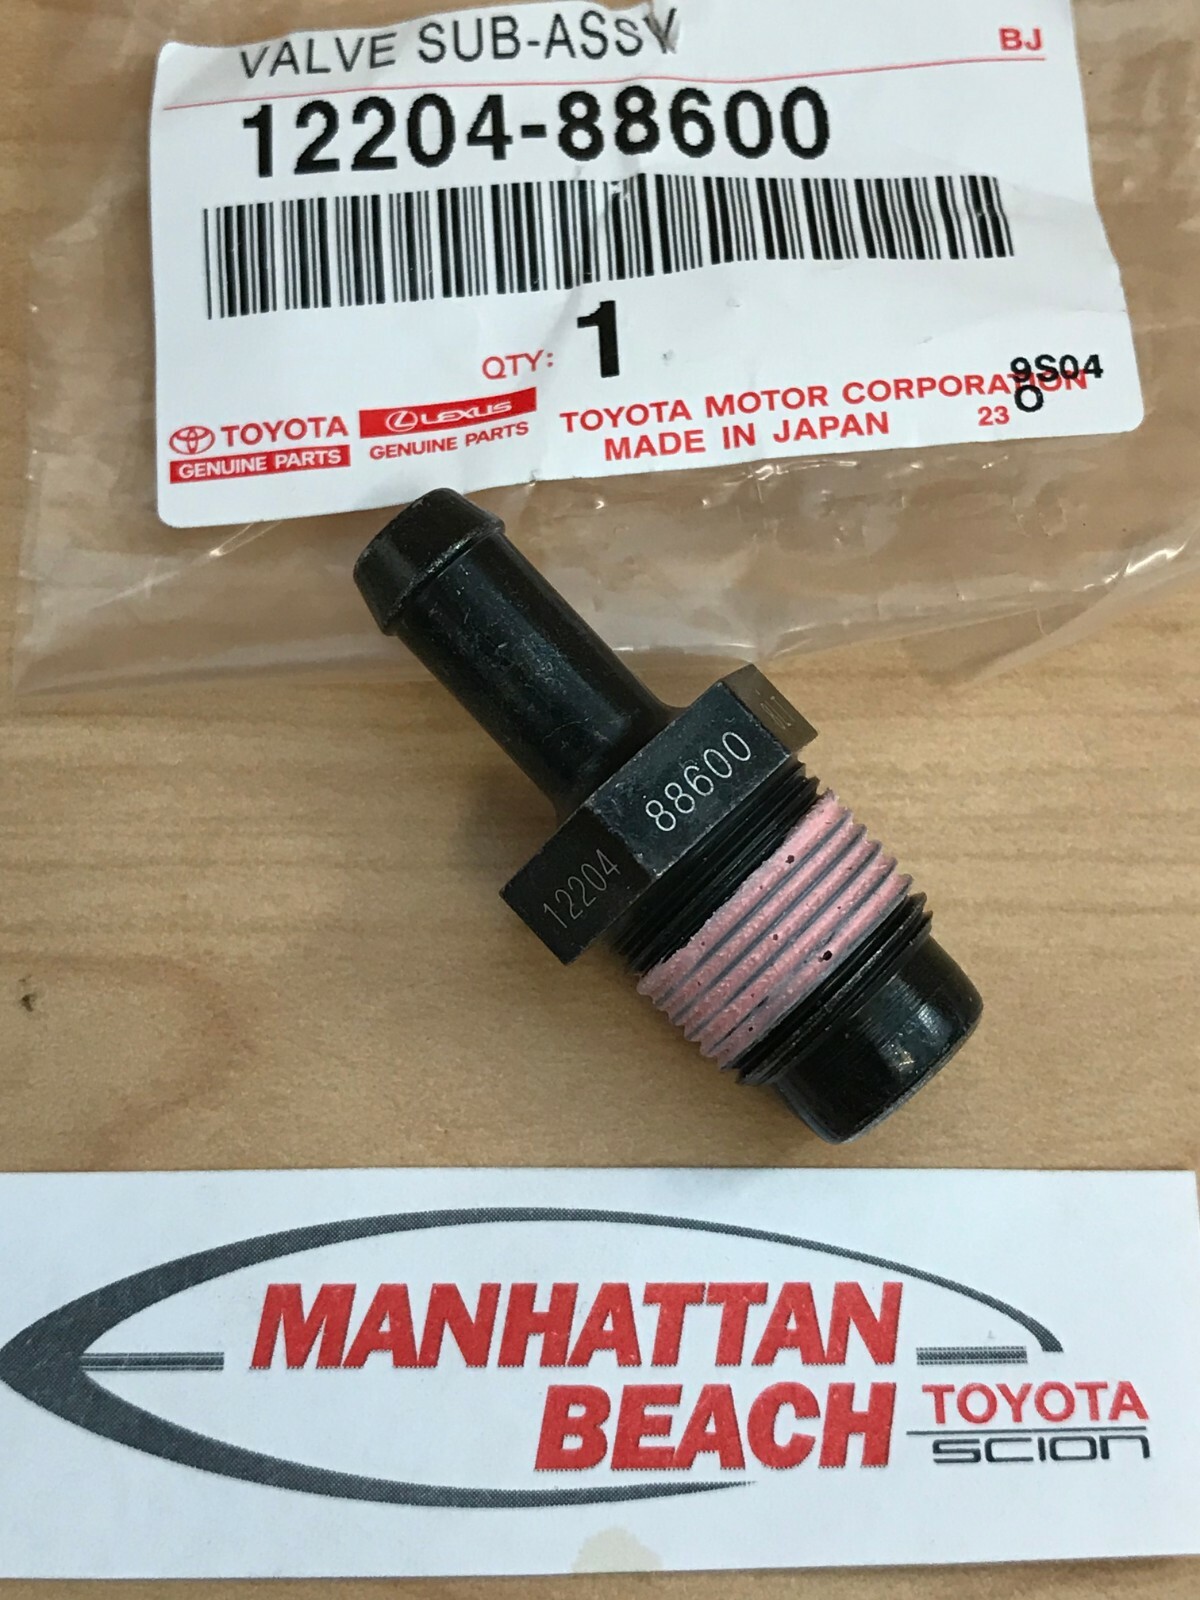 VALVE SUB-ASSY
BJ
12204-88600
QTY: 1
9S04
TOYOTA
GENUINE PARTS
LEXUS
GENUINE PARTS
TOYOTA MOTOR CORPORATION
MADE IN JAPAN
23
O
12204
88600
MANHATTAN
BEACH
TOYOTA
SCION